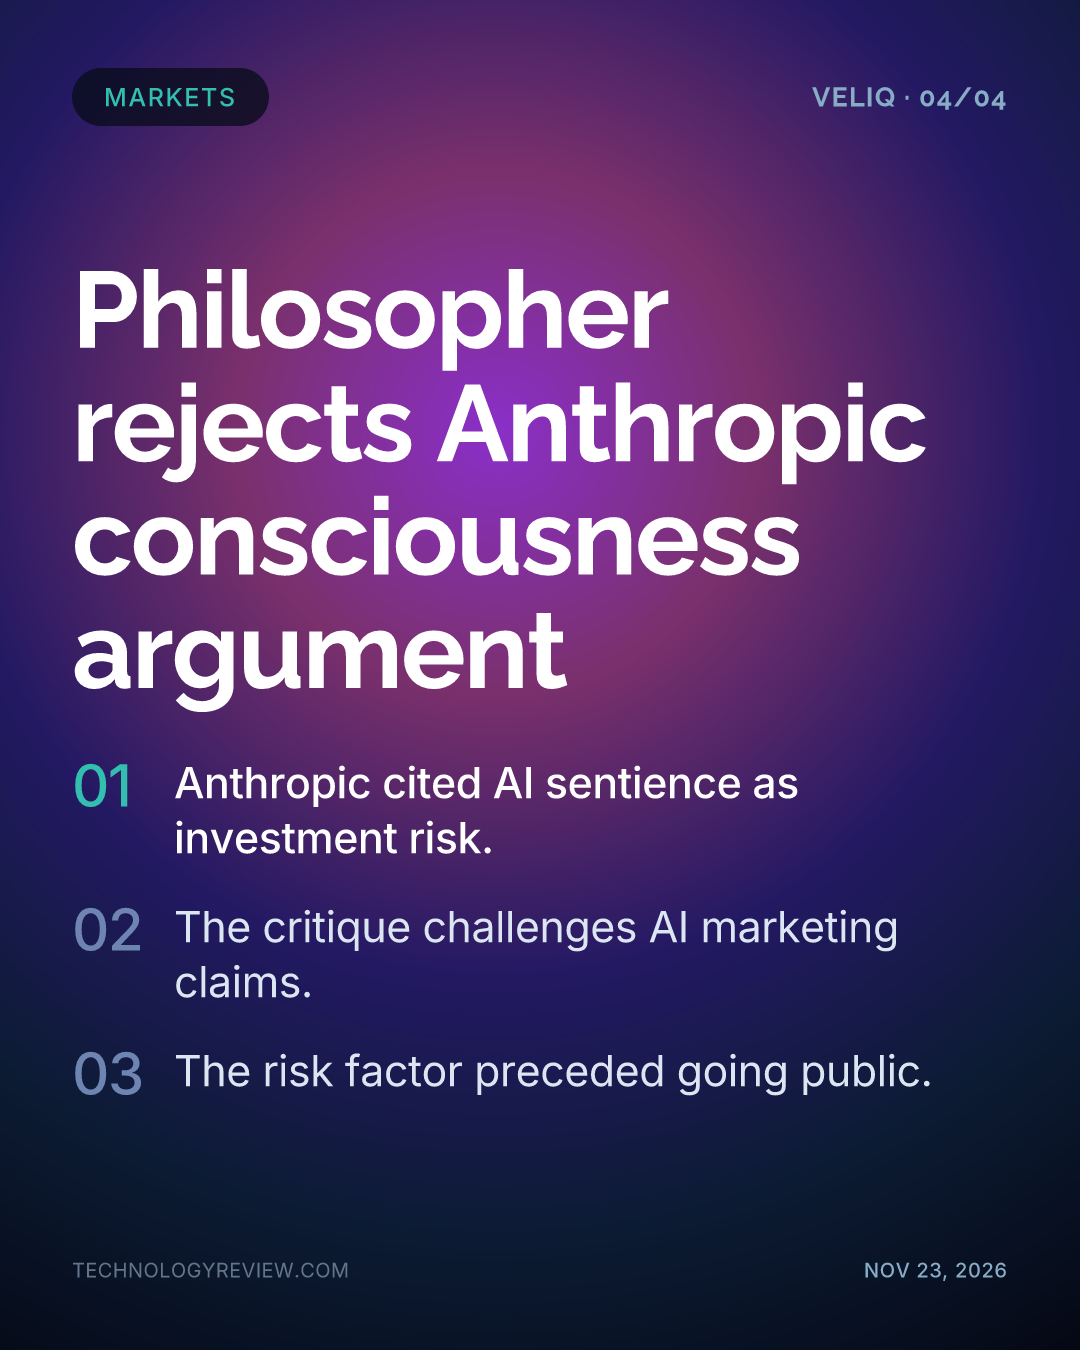 MARKETS
VELIQ · 04/04
Philosopher
rejects Anthropic
consciousness
argument
01 Anthropic cited AI sentience as
investment risk.
02 The critique challenges AI marketing
claims.
03 The risk factor preceded going public.
TECHNOLOGYREVIEW.COM
NOV 23, 2026